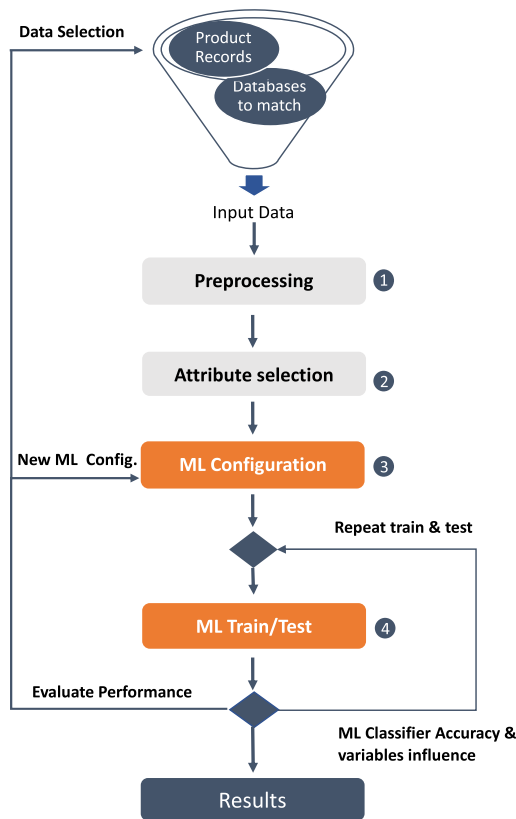 Data Selection
Product
Records
Databases
to match
Input Data
Preprocessing
1
Attribute selection
2
New ML Config.
ML Configuration
3
Repeat train & test
ML Train/Test
4
Evaluate Performance
ML Classifier Accuracy &
variables influence
Results